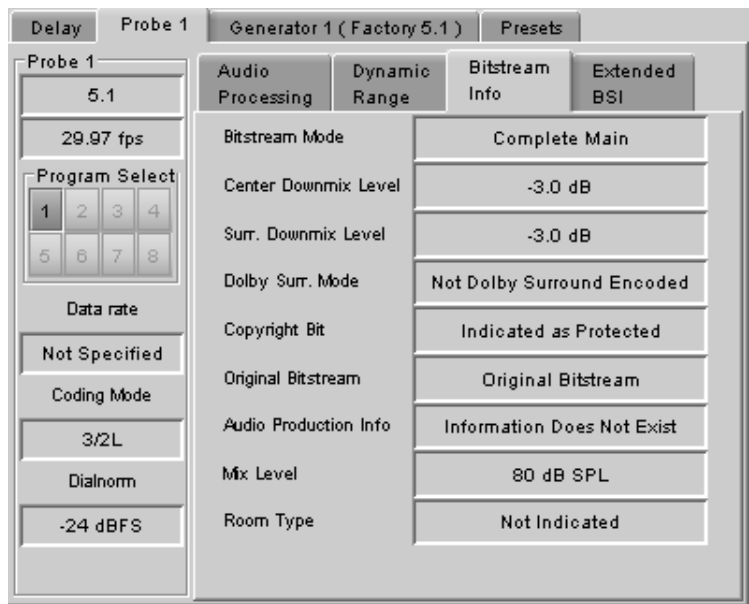 Delay
Probe 1
Generator 1 ( Factory 5.1 )
Presets
Probe 1
5.1
29.97 fps
Program Select
1 2 3 4
5 6 7 8
Data rate
Not Specified
Coding Mode
3/2L
Dialnorm
-24 dBFS
Audio
Processing
Dynamic
Range
Bitstream
Info
Extended
BSI
Bitstream Mode
Complete Main
Center Downmix Level
-3.0 dB
Surr. Downmix Level
-3.0 dB
Dolby Surr. Mode
Not Dolby Surround Encoded
Copyright Bit
Indicated as Protected
Original Bitstream
Original Bitstream
Audio Production Info
Information Does Not Exist
Mix Level
80 dB SPL
Room Type
Not Indicated